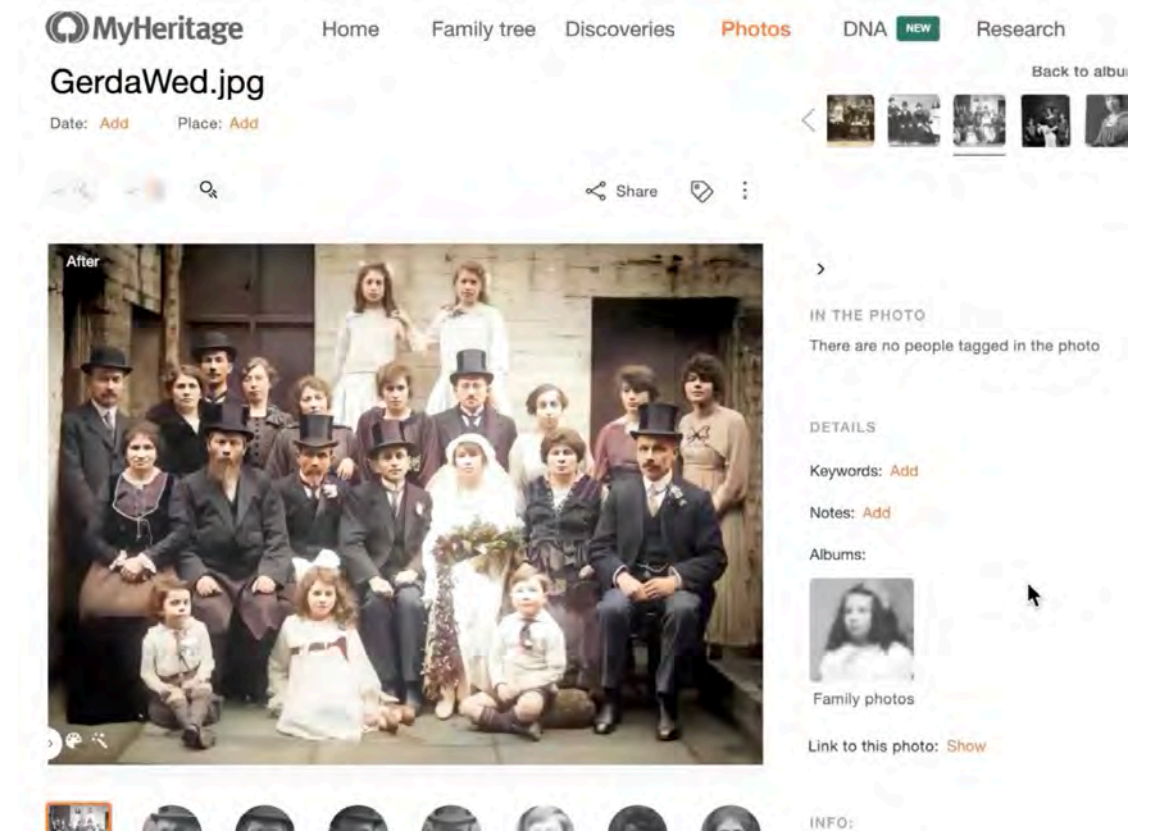 MyHeritage
Home Family tree Discoveries Photos DNA NEW Research
GerdaWed.jpg
Back to albu
Date: Add Place: Add
Share
After
IN THE PHOTO
There are no people tagged in the photo
DETAILS
Keywords: Add
Notes: Add
Albums:
Family photos
Link to this photo: Show
INFO: